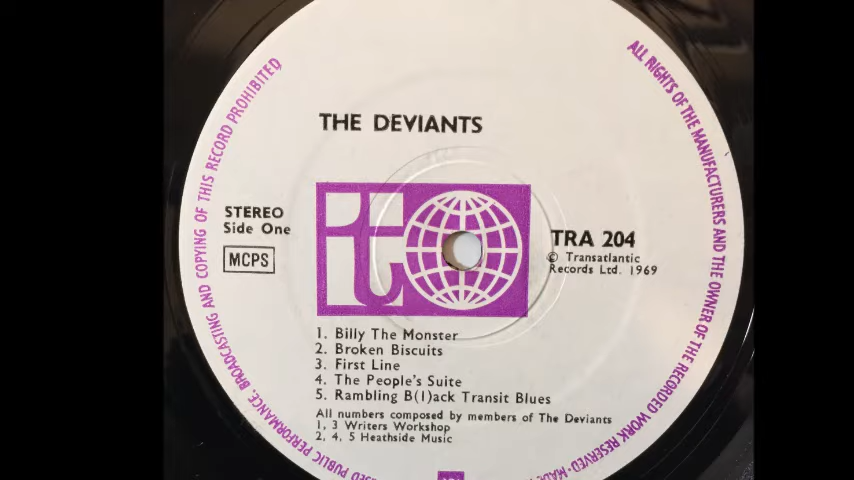 THE DEVIANTS
STEREO
Side One
MCPS
t
TRA 204
© Transatlantic
Records Ltd. 1969
1. Billy The Monster
2. Broken Biscuits
3. First Line
4. The People's Suite
5. Rambling B(l)ack Transit Blues
All numbers composed by members of The Deviants
1, 3 Writers Workshop
2, 4, 5 Heathside Music
ALL RIGHTS OF THE MANUFACTURERS AND THE OWNER OF THE RECORDED WORK RESERVED
PUBLIC PERFORMANCE, BROADCASTING AND COPYING OF THIS RECORD PROHIBITED